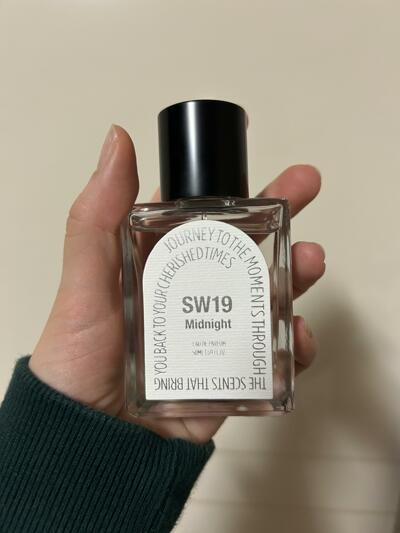 JOURNEY TO THE MOMENTS THROUGH
THE SCENTS THAT BRING
YOU BACK TO YOUR CHERISHED TIMES
SW19
Midnight
EAU DE PARFUM